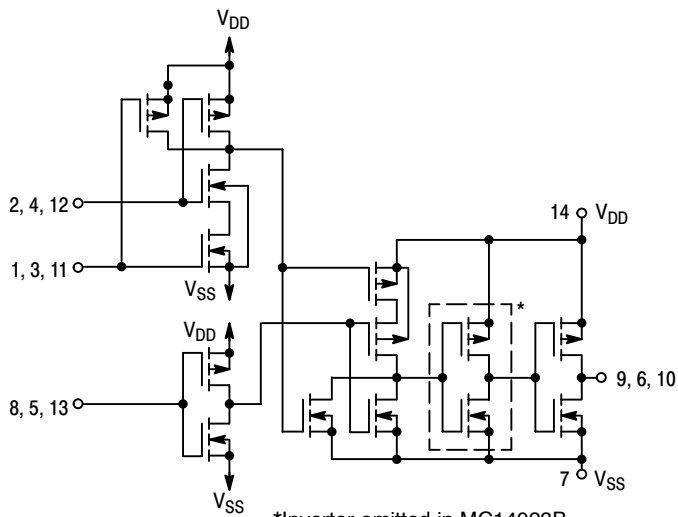 VDD
2, 4, 12
1, 3, 11
VSS
14 VDD
VDD
*
8, 5, 13
9, 6, 10
7 VSS
VSS